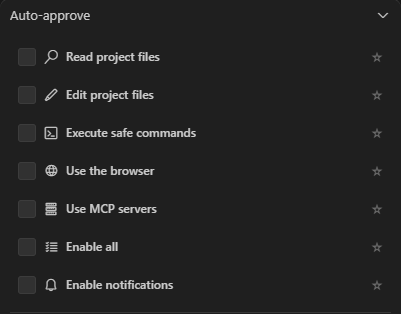 Auto-approve
Read project files
Edit project files
Execute safe commands
Use the browser
Use MCP servers
Enable all
Enable notifications